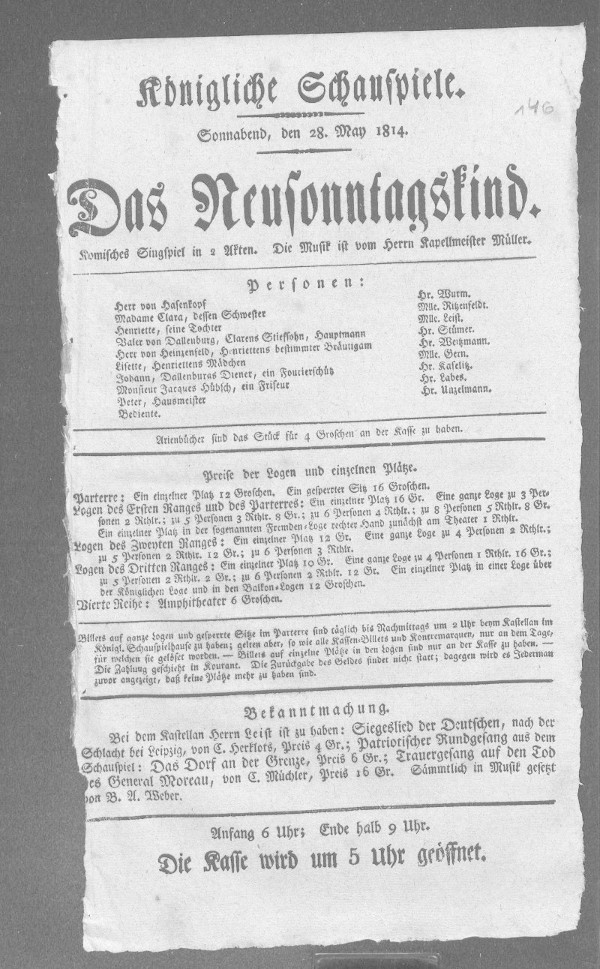 Königliche Schauspiele.
146
Sonnabend, den 28. May 1814.
Das Neusonntagskind.
Komisches Singspiel in 2 Akten. Die Musik ist vom Herrn Kapellmeister Müller.
Personen:
Herr von Hasenkopf Hr. Wurm.
Madame Clara, dessen Schwester Mlle. Ritzenfeldt.
Henriette, seine Tochter Mlle. Leist.
Valer von Dallenburg, Clarens Stiefsohn, Hauptmann Hr. Stümer.
Herr von Heinzenfeld, Henriettens bestimmter Bräutigam Hr. Weitzmann.
Lisette, Henriettens Mädchen Mlle. Gern.
Johann, Dallenburgs Diener, ein Fourierschütz Hr. Kaselitz.
Monsieur Jacques Hübsch, ein Friseur Hr. Labes.
Peter, Hausmeister Hr. Unzelmann.
Bediente.
Arienbücher sind das Stück für 4 Groschen an der Kasse zu haben.
Preise der Logen und einzelnen Plätze.
Parterre: Ein einzelner Platz 12 Groschen. Ein gesperrter Sitz 16 Groschen.
Logen des Ersten Ranges und des Parterres: Ein einzelner Platz 16 Gr. Eine ganze Loge zu 3 Per-
sonen 2 Rthlr.; zu 5 Personen 3 Rthlr. 8 Gr.; zu 6 Personen 4 Rthlr.; zu 8 Personen 5 Rthlr. 8 Gr.
Ein einzelner Platz in der sogenannten Fremden-Loge rechter Hand zunächst am Theater 1 Rthlr.
Logen des Zweyten Ranges: Ein einzelner Platz 12 Gr. Eine ganze Loge zu 4 Personen 2 Rthlr.;
zu 5 Personen 2 Rthlr. 12 Gr.; zu 6 Personen 3 Rthlr.
Logen des Dritten Ranges: Ein einzelner Platz 10 Gr. Eine ganze Loge zu 4 Personen 1 Rthlr. 16 Gr.;
zu 5 Personen 2 Rthlr. 2 Gr.; zu 6 Personen 2 Rthlr. 12 Gr. Ein einzelner Platz in einer Loge über
der Königlichen Loge und in den Balkon-Logen 12 Groschen.
Vierte Reihe: Amphitheater 6 Groschen.
Billets auf ganze Logen und gesperrte Sitze im Parterre sind täglich bis Nachmittags um 2 Uhr beym Kastellan im
Königl. Schauspielhause zu haben; gelten aber, so wie alle Kassen-Billets und Kontremarquen, nur an dem Tage,
für welchen sie gelöset worden. — Billets auf einzelne Plätze in den Logen sind nur an der Kasse zu haben. —
Die Zahlung geschieht in Kourant. Die Zurückgabe des Geldes findet nicht statt; dagegen wird es Jederman
zuvor angezeigt, daß keine Plätze mehr zu haben sind.
Bekanntmachung.
Bei dem Kastellan Herrn Leist ist zu haben: Siegeslied der Deutschen, nach der
Schlacht bei Leipzig, von C. Herklots, Preis 4 Gr.; Patriotischer Rundgesang aus dem
Schauspiel: Das Dorf an der Grenze, Preis 6 Gr.; Trauergesang auf den Tod
des General Moreau, von C. Müchler, Preis 16 Gr. Sämmtlich in Musik gesetzt
von B. A. Weber.
Anfang 6 Uhr; Ende halb 9 Uhr.
Die Kasse wird um 5 Uhr geöffnet.